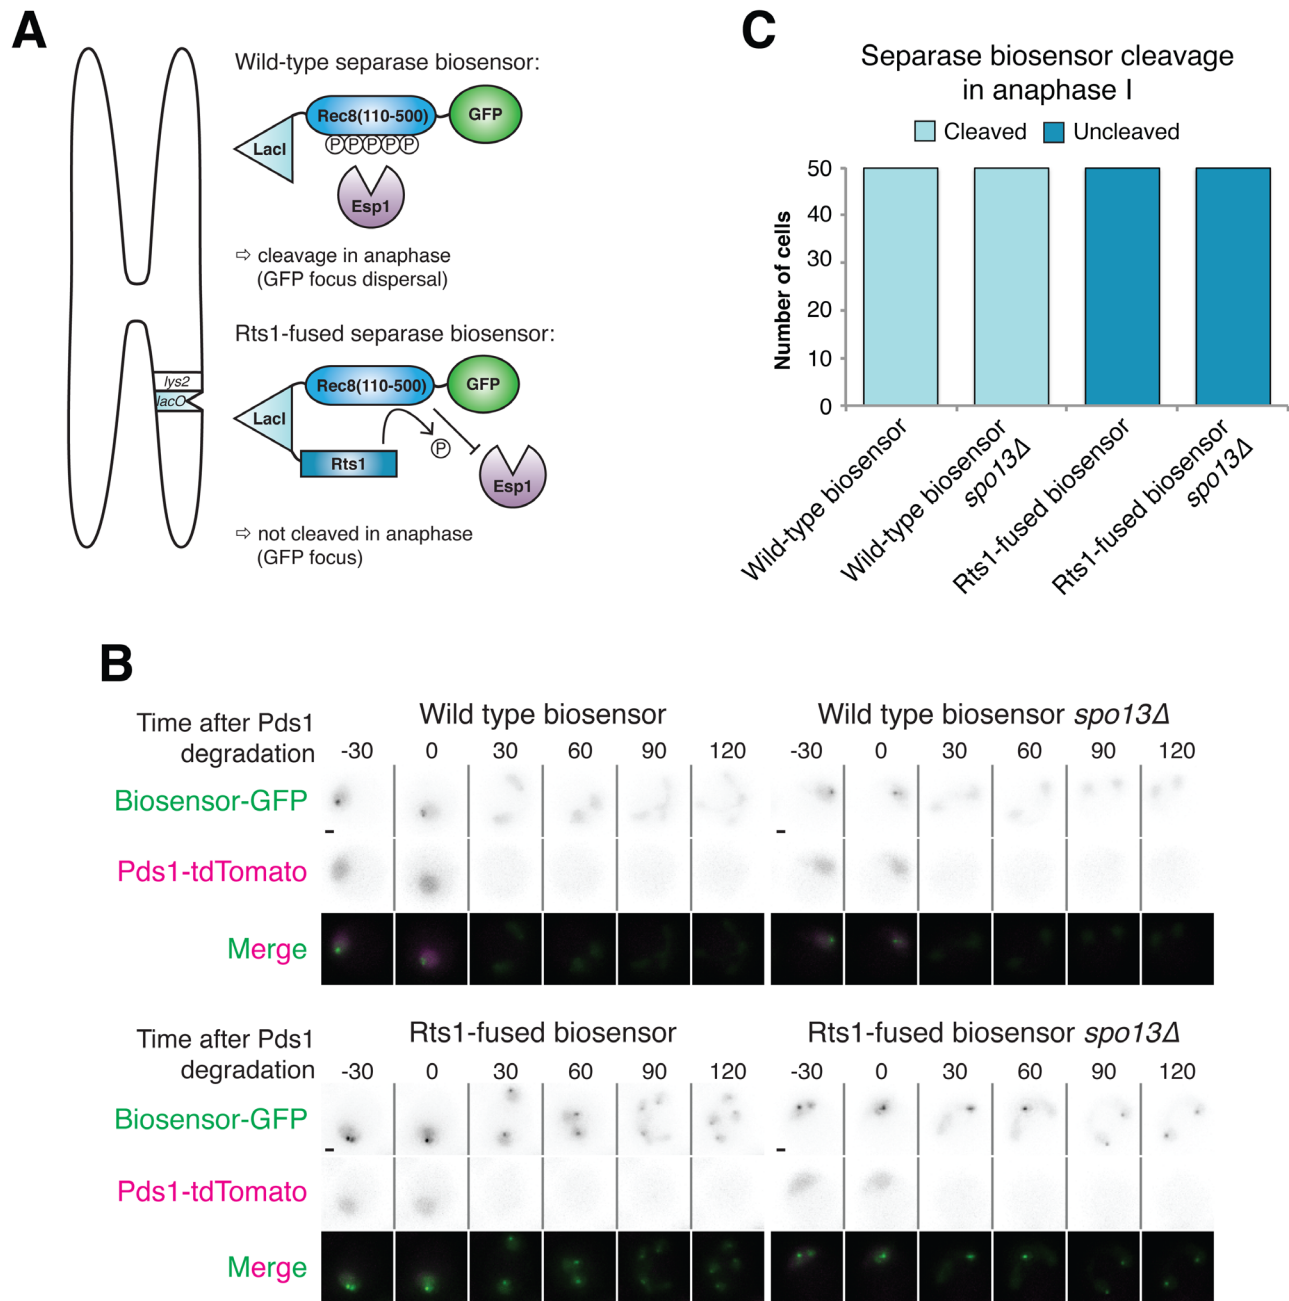 A
Wild-type separase biosensor:
Rec8(110-500)
GFP
LacI
P P P P P
Esp1
⇨ cleavage in anaphase
(GFP focus dispersal)
Rts1-fused separase biosensor:
Rec8(110-500)
GFP
LacI
Rts1
P
Esp1
⇨ not cleaved in anaphase
(GFP focus)
lys2
lacO
C
Separase biosensor cleavage
in anaphase I
Cleaved
Uncleaved
Number of cells
50
40
30
20
10
0
Wild-type biosensor
Wild-type biosensor
spo13Δ
Rts1-fused biosensor
Rts1-fused biosensor
spo13Δ
B
Time after Pds1
degradation
Wild type biosensor
-30 0 30 60 90 120
Wild type biosensor spo13Δ
-30 0 30 60 90 120
Biosensor-GFP
Pds1-tdTomato
Merge
Time after Pds1
degradation
Rts1-fused biosensor
-30 0 30 60 90 120
Rts1-fused biosensor spo13Δ
-30 0 30 60 90 120
Biosensor-GFP
Pds1-tdTomato
Merge